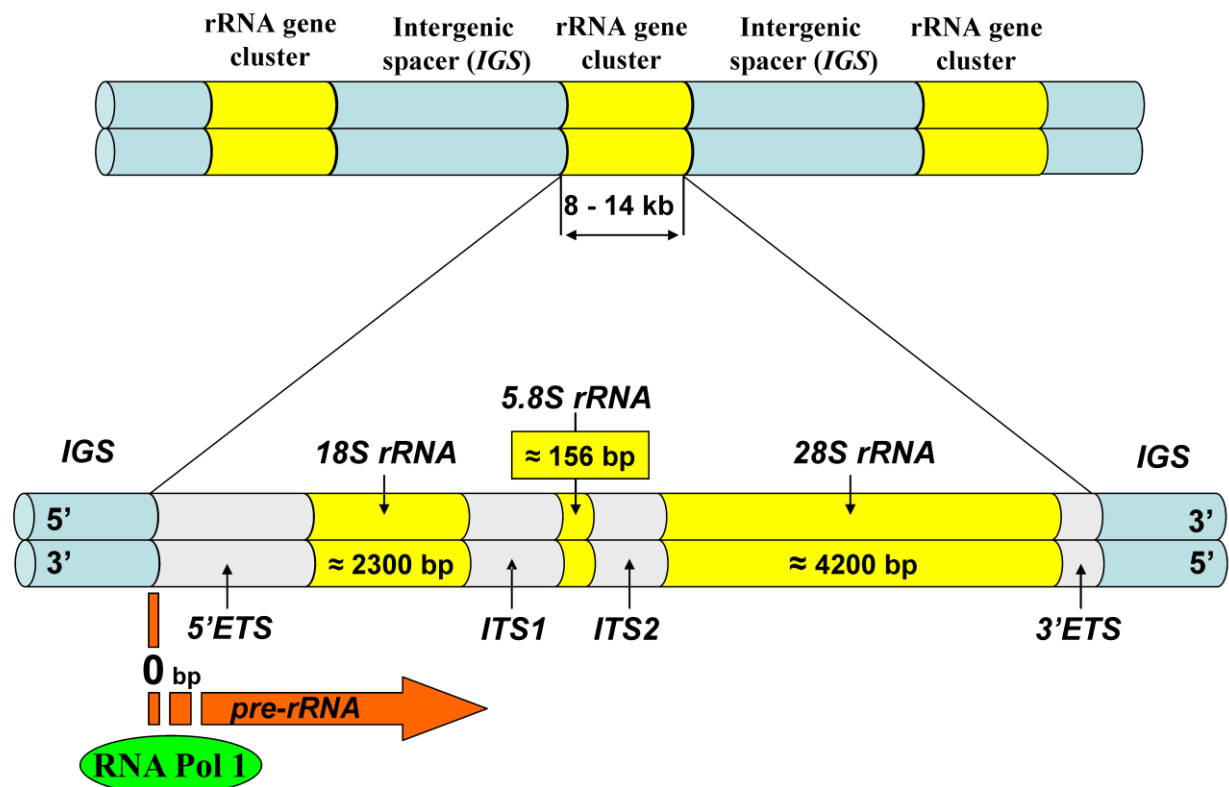 rRNA gene
cluster
Intergenic
spacer (IGS)
rRNA gene
cluster
Intergenic
spacer (IGS)
rRNA gene
cluster
8 - 14 kb
5.8S rRNA
≈ 156 bp
IGS
18S rRNA
28S rRNA
IGS
5’
3’
3’
≈ 2300 bp
≈ 4200 bp
5’
5’ETS
ITS1
ITS2
3’ETS
0 bp
pre-rRNA
RNA Pol 1